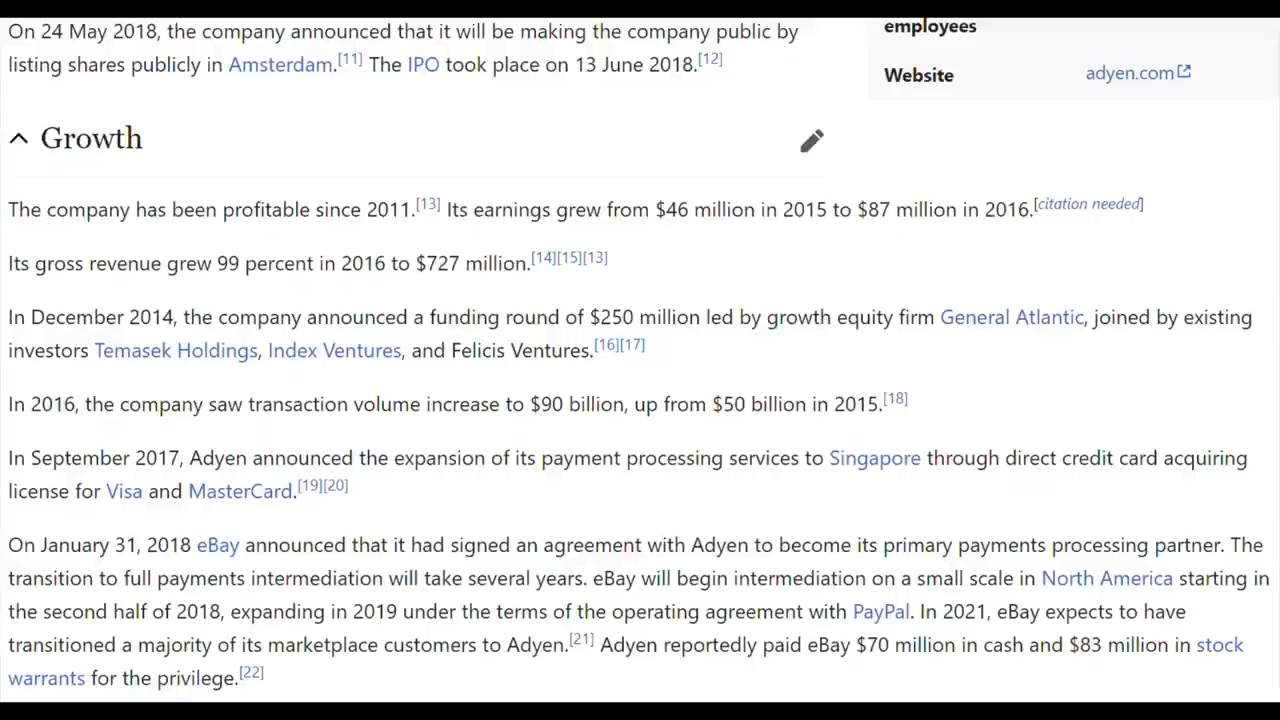 On 24 May 2018, the company announced that it will be making the company public by
listing shares publicly in Amsterdam.[11] The IPO took place on 13 June 2018.[12]
employees
Website adyen.com
Growth
The company has been profitable since 2011.[13] Its earnings grew from $46 million in 2015 to $87 million in 2016.[citation needed]
Its gross revenue grew 99 percent in 2016 to $727 million.[14][15][13]
In December 2014, the company announced a funding round of $250 million led by growth equity firm General Atlantic, joined by existing
investors Temasek Holdings, Index Ventures, and Felicis Ventures.[16][17]
In 2016, the company saw transaction volume increase to $90 billion, up from $50 billion in 2015.[18]
In September 2017, Adyen announced the expansion of its payment processing services to Singapore through direct credit card acquiring
license for Visa and MasterCard.[19][20]
On January 31, 2018 eBay announced that it had signed an agreement with Adyen to become its primary payments processing partner. The
transition to full payments intermediation will take several years. eBay will begin intermediation on a small scale in North America starting in
the second half of 2018, expanding in 2019 under the terms of the operating agreement with PayPal. In 2021, eBay expects to have
transitioned a majority of its marketplace customers to Adyen.[21] Adyen reportedly paid eBay $70 million in cash and $83 million in stock
warrants for the privilege.[22]